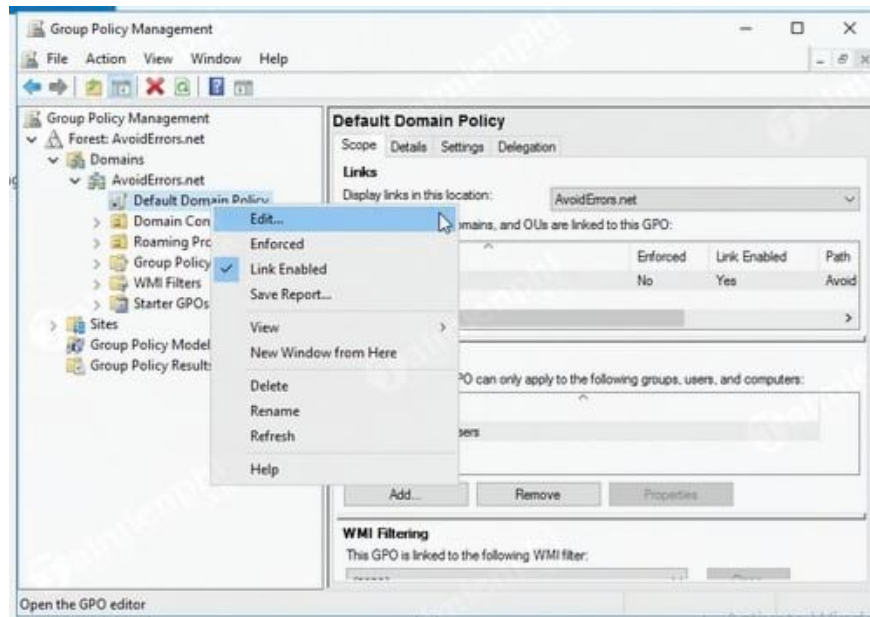 Group Policy Management
File Action View Window Help
Group Policy Management
Forest: AvoidErrors.net
Domains
AvoidErrors.net
Default Domain Policy
Domain Con
Roaming Pro
Group Policy
WMI Filters
Starter GPOs
Sites
Group Policy Model
Group Policy Result
Edit...
Enforced
Link Enabled
Save Report...
View
New Window from Here
Delete
Rename
Refresh
Help
Default Domain Policy
Scope Details Settings Delegation
Links
Display links in this location: AvoidErrors.net
mains, and OUs are linked to this GPO:
Enforced Link Enabled Path
No Yes Avoid
PO can only apply to the following groups, users, and computers:
sers
Add... Remove Properties
WMI Filtering
This GPO is linked to the following WMI filter:
Open the GPO editor